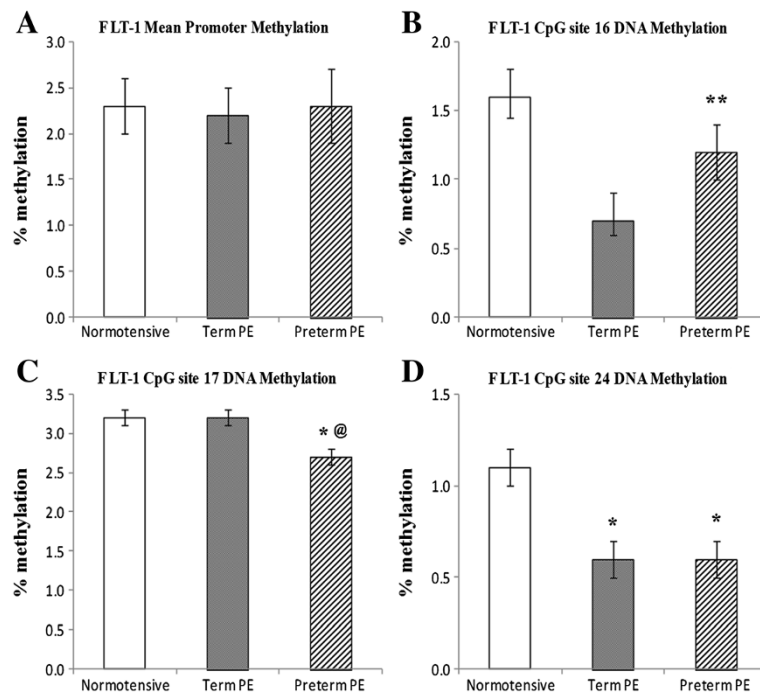 A
FLT-1 Mean Promoter Methylation
% methylation
3.0
2.5
2.0
1.5
1.0
0.5
0.0
Normotensive Term PE Preterm PE
B
FLT-1 CpG site 16 DNA Methylation
% methylation
2.0
1.5
1.0
0.5
0.0
**
Normotensive Term PE Preterm PE
C
FLT-1 CpG site 17 DNA Methylation
% methylation
3.5
3.0
2.5
2.0
1.5
1.0
0.5
0.0
* @
Normotensive Term PE Preterm PE
D
FLT-1 CpG site 24 DNA Methylation
% methylation
1.5
1.0
0.5
0.0
* *
Normotensive Term PE Preterm PE